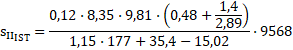 s_IIIST = (0,12 · 8,35 · 9,81 · (0,48 + 1,4/2,89)) / (1,15 · 177 + 35,4 − 15,02) · 9568